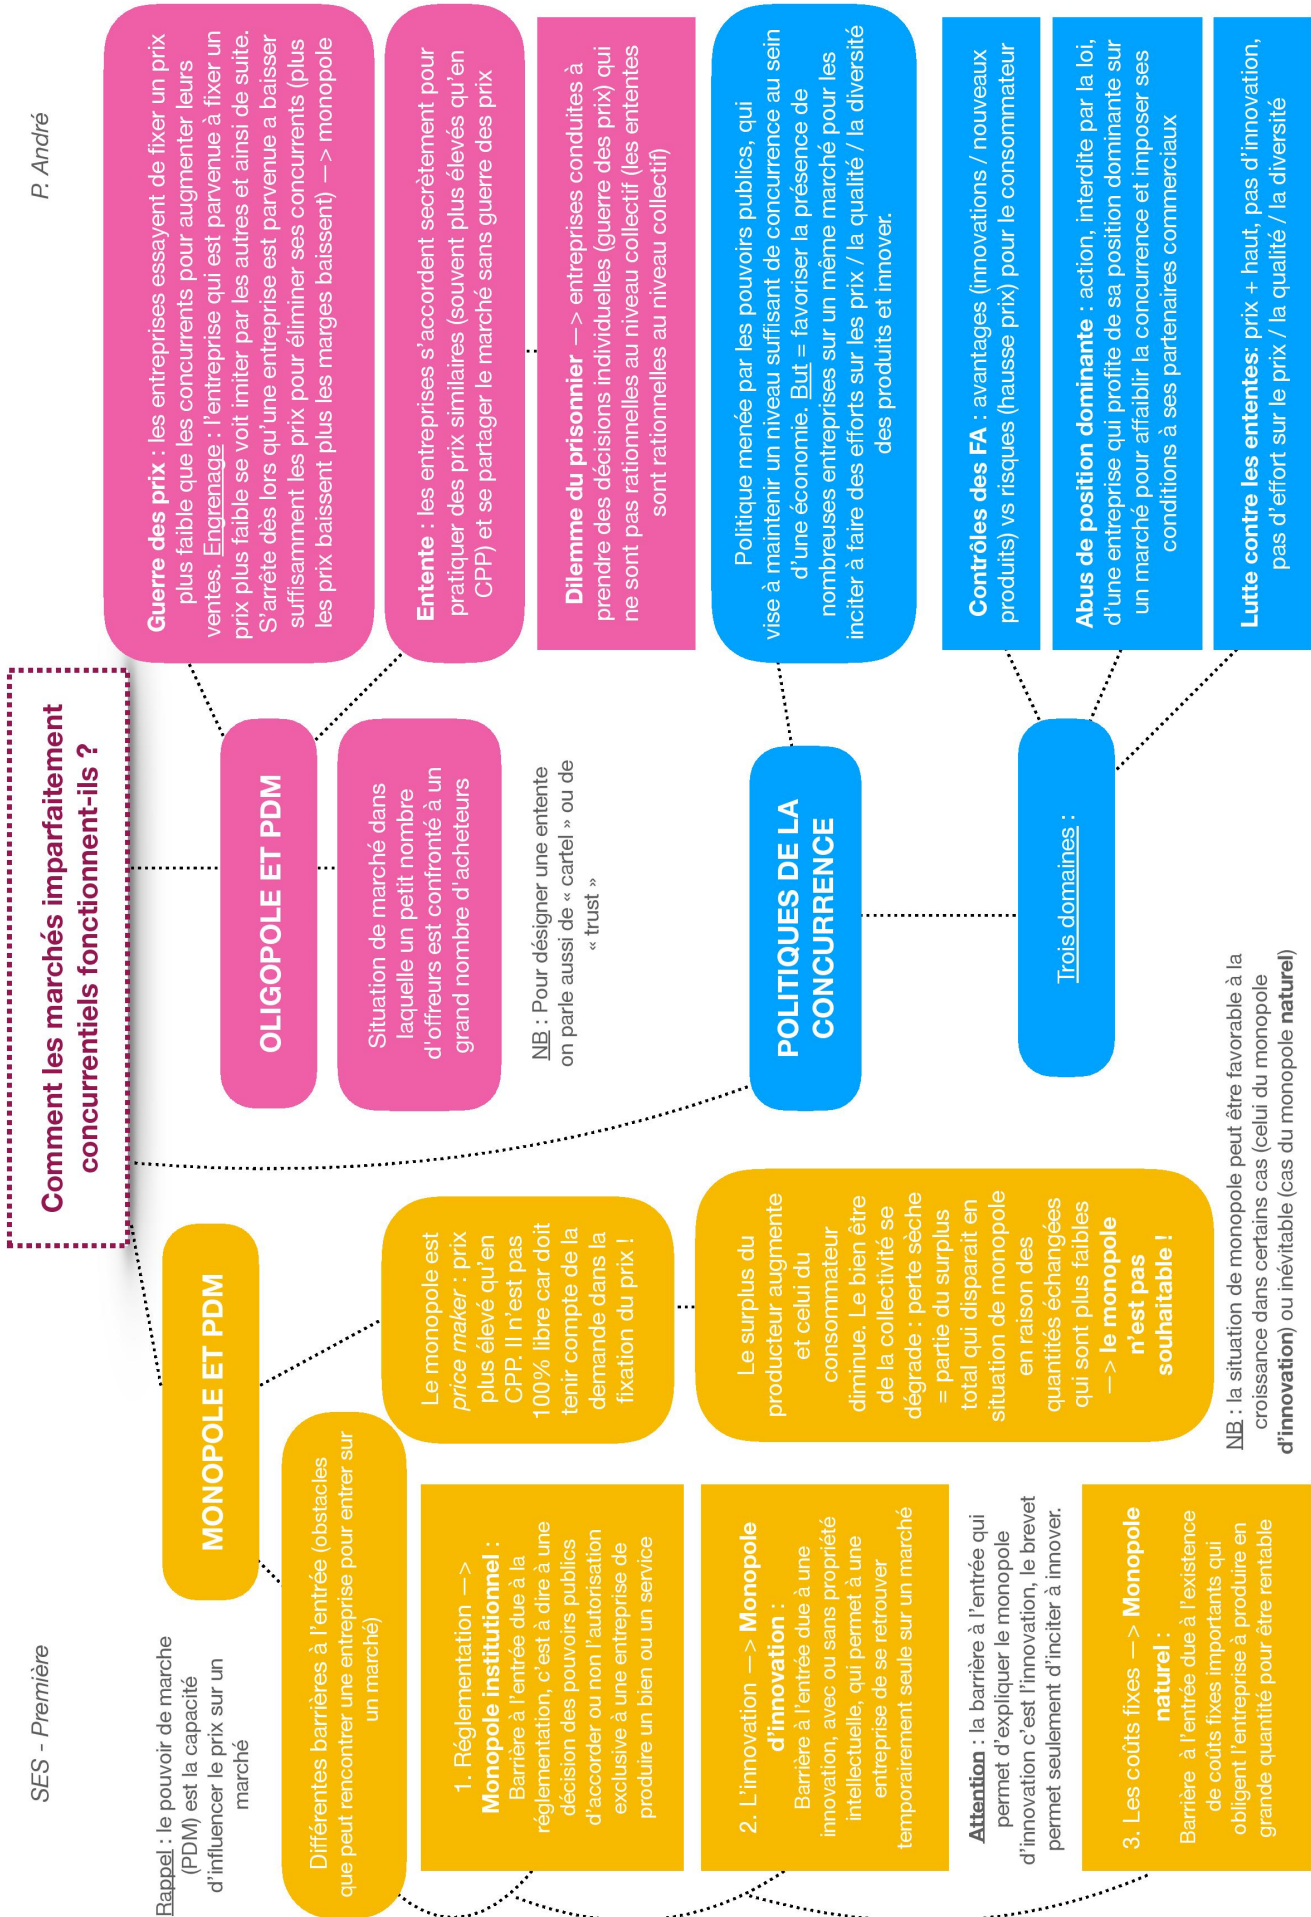 SES - Première
P. André
Comment les marchés imparfaitement
concurrentiels fonctionnent-ils ?
Rappel : le pouvoir de marche
(PDM) est la capacité
d'influencer le prix sur un
marché
MONOPOLE ET PDM
Différentes barrières à l'entrée (obstacles
que peut rencontrer une entreprise pour entrer sur
un marché)
1. Réglementation —>
Monopole institutionnel :
Barrière à l'entrée due à la
réglementation, c'est à dire à une
décision des pouvoirs publics
d'accorder ou non l'autorisation
exclusive à une entreprise de
produire un bien ou un service
2. L'innovation —> Monopole
d'innovation :
Barrière à l'entrée due à une
innovation, avec ou sans propriété
intellectuelle, qui permet à une
entreprise de se retrouver
temporairement seule sur un marché
Attention : la barrière à l'entrée qui
permet d'expliquer le monopole
d'innovation c'est l'innovation, le brevet
permet seulement d'inciter à innover.
3. Les coûts fixes —> Monopole
naturel :
Barrière à l'entrée due à l'existence
de coûts fixes importants qui
obligent l'entreprise à produire en
grande quantité pour être rentable
Le monopole est
price maker : prix
plus élevé qu'en
CPP. Il n'est pas
100% libre car doit
tenir compte de la
demande dans la
fixation du prix !
Le surplus du
producteur augmente
et celui du
consommateur
diminue. Le bien être
de la collectivité se
dégrade : perte sèche
= partie du surplus
total qui disparait en
situation de monopole
en raison des
quantités échangées
qui sont plus faibles
—> le monopole
n'est pas
souhaitable !
NB : la situation de monopole peut être favorable à la
croissance dans certains cas (celui du monopole
d'innovation) ou inévitable (cas du monopole naturel)
OLIGOPOLE ET PDM
Situation de marché dans
laquelle un petit nombre
d'offreurs est confronté à un
grand nombre d'acheteurs
NB : Pour désigner une entente
on parle aussi de « cartel » ou de
« trust »
Guerre des prix : les entreprises essayent de fixer un prix
plus faible que les concurrents pour augmenter leurs
ventes. Engrenage : l'entreprise qui est parvenue à fixer un
prix plus faible se voit imiter par les autres et ainsi de suite.
S'arrête dès lors qu'une entreprise est parvenue a baisser
suffisamment les prix pour éliminer ses concurrents (plus
les prix baissent plus les marges baissent) —> monopole
Entente : les entreprises s'accordent secrètement pour
pratiquer des prix similaires (souvent plus élevés qu'en
CPP) et se partager le marché sans guerre des prix
Dilemme du prisonnier —> entreprises conduites à
prendre des décisions individuelles (guerre des prix) qui
ne sont pas rationnelles au niveau collectif (les ententes
sont rationnelles au niveau collectif)
POLITIQUES DE LA
CONCURRENCE
Politique menée par les pouvoirs publics, qui
vise à maintenir un niveau suffisant de concurrence au sein
d'une économie. But = favoriser la présence de
nombreuses entreprises sur un même marché pour les
inciter à faire des efforts sur les prix / la qualité / la diversité
des produits et innover.
Trois domaines :
Contrôles des FA : avantages (innovations / nouveaux
produits) vs risques (hausse prix) pour le consommateur
Abus de position dominante : action, interdite par la loi,
d'une entreprise qui profite de sa position dominante sur
un marché pour affaiblir la concurrence et imposer ses
conditions à ses partenaires commerciaux
Lutte contre les ententes: prix + haut, pas d'innovation,
pas d'effort sur le prix / la qualité / la diversité